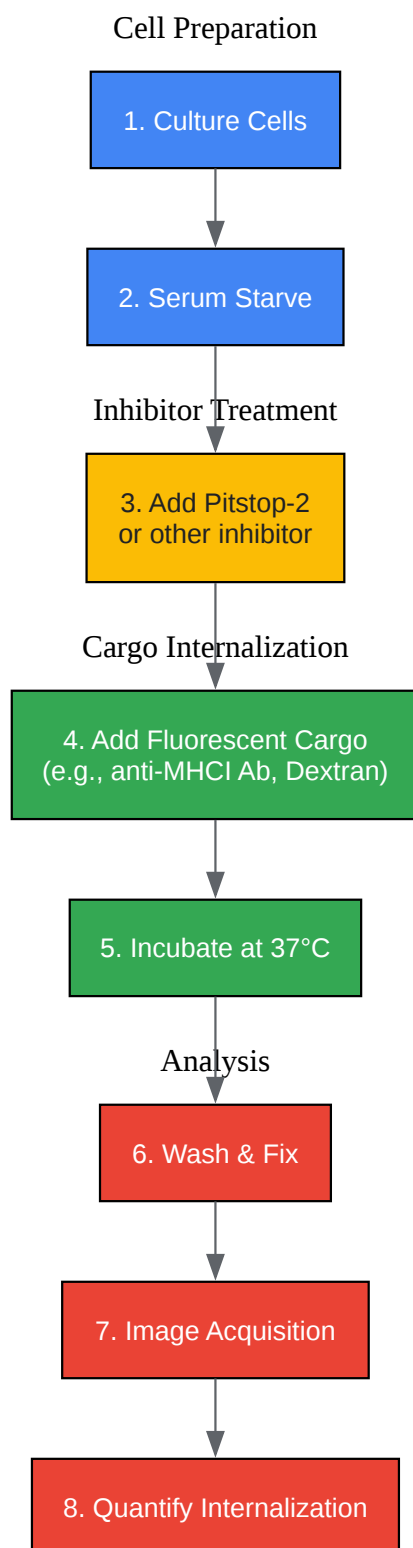 Cell Preparation
1. Culture Cells
2. Serum Starve
Inhibitor Treatment
3. Add Pitstop-2
or other inhibitor
Cargo Internalization
4. Add Fluorescent Cargo
(e.g., anti-MHCI Ab, Dextran)
5. Incubate at 37°C
Analysis
6. Wash & Fix
7. Image Acquisition
8. Quantify Internalization